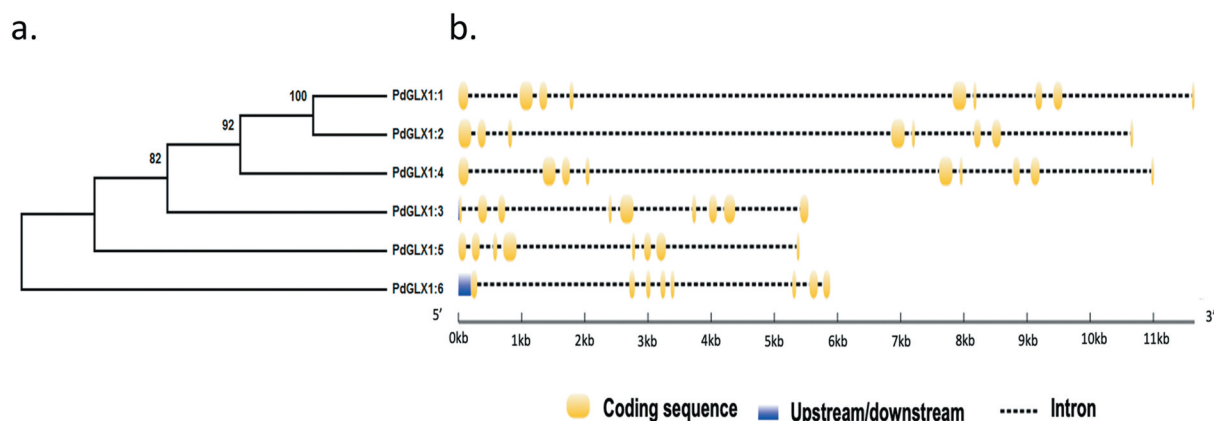 a.
b.
100
92
82
PdGLX1:1
PdGLX1:2
PdGLX1:4
PdGLX1:3
PdGLX1:5
PdGLX1:6
5' 3'
0kb 1kb 2kb 3kb 4kb 5kb 6kb 7kb 8kb 9kb 10kb 11kb
Coding sequence Upstream/downstream Intron